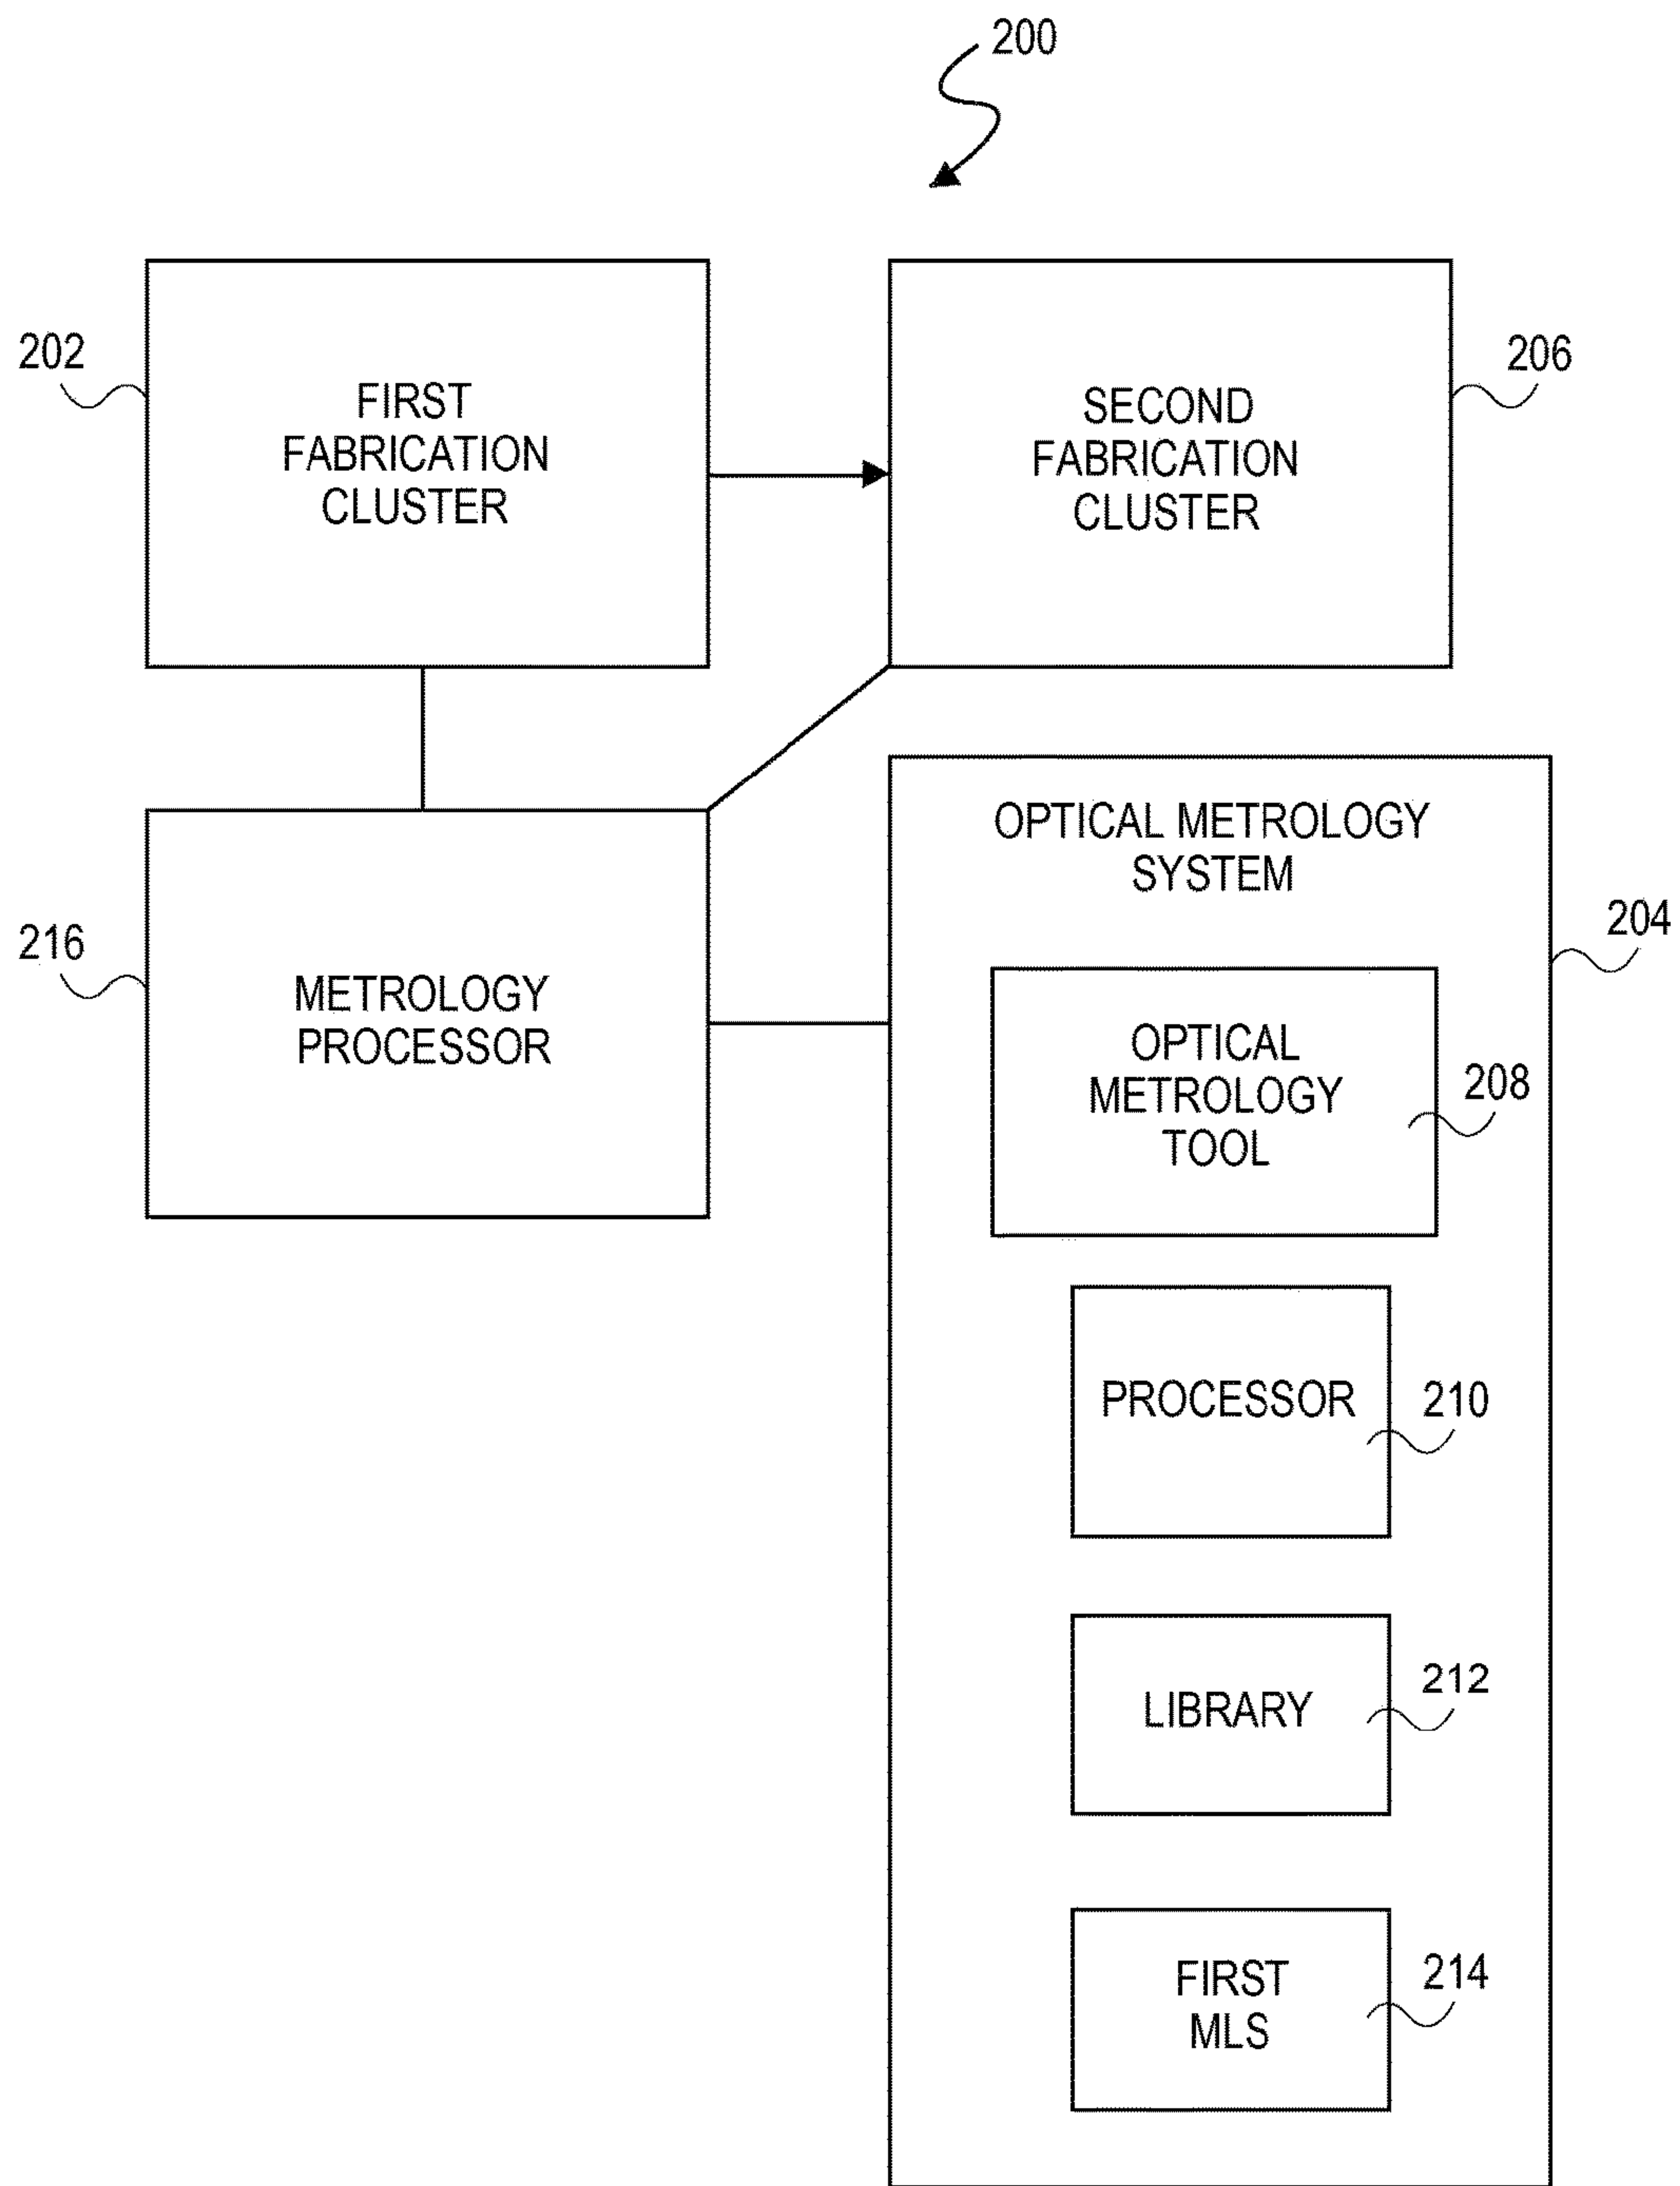 200
202
FIRST
FABRICATION
CLUSTER
SECOND
FABRICATION
CLUSTER
206
216
METROLOGY
PROCESSOR
OPTICAL METROLOGY
SYSTEM
204
OPTICAL
METROLOGY
TOOL
208
PROCESSOR
210
LIBRARY
212
FIRST
MLS
214